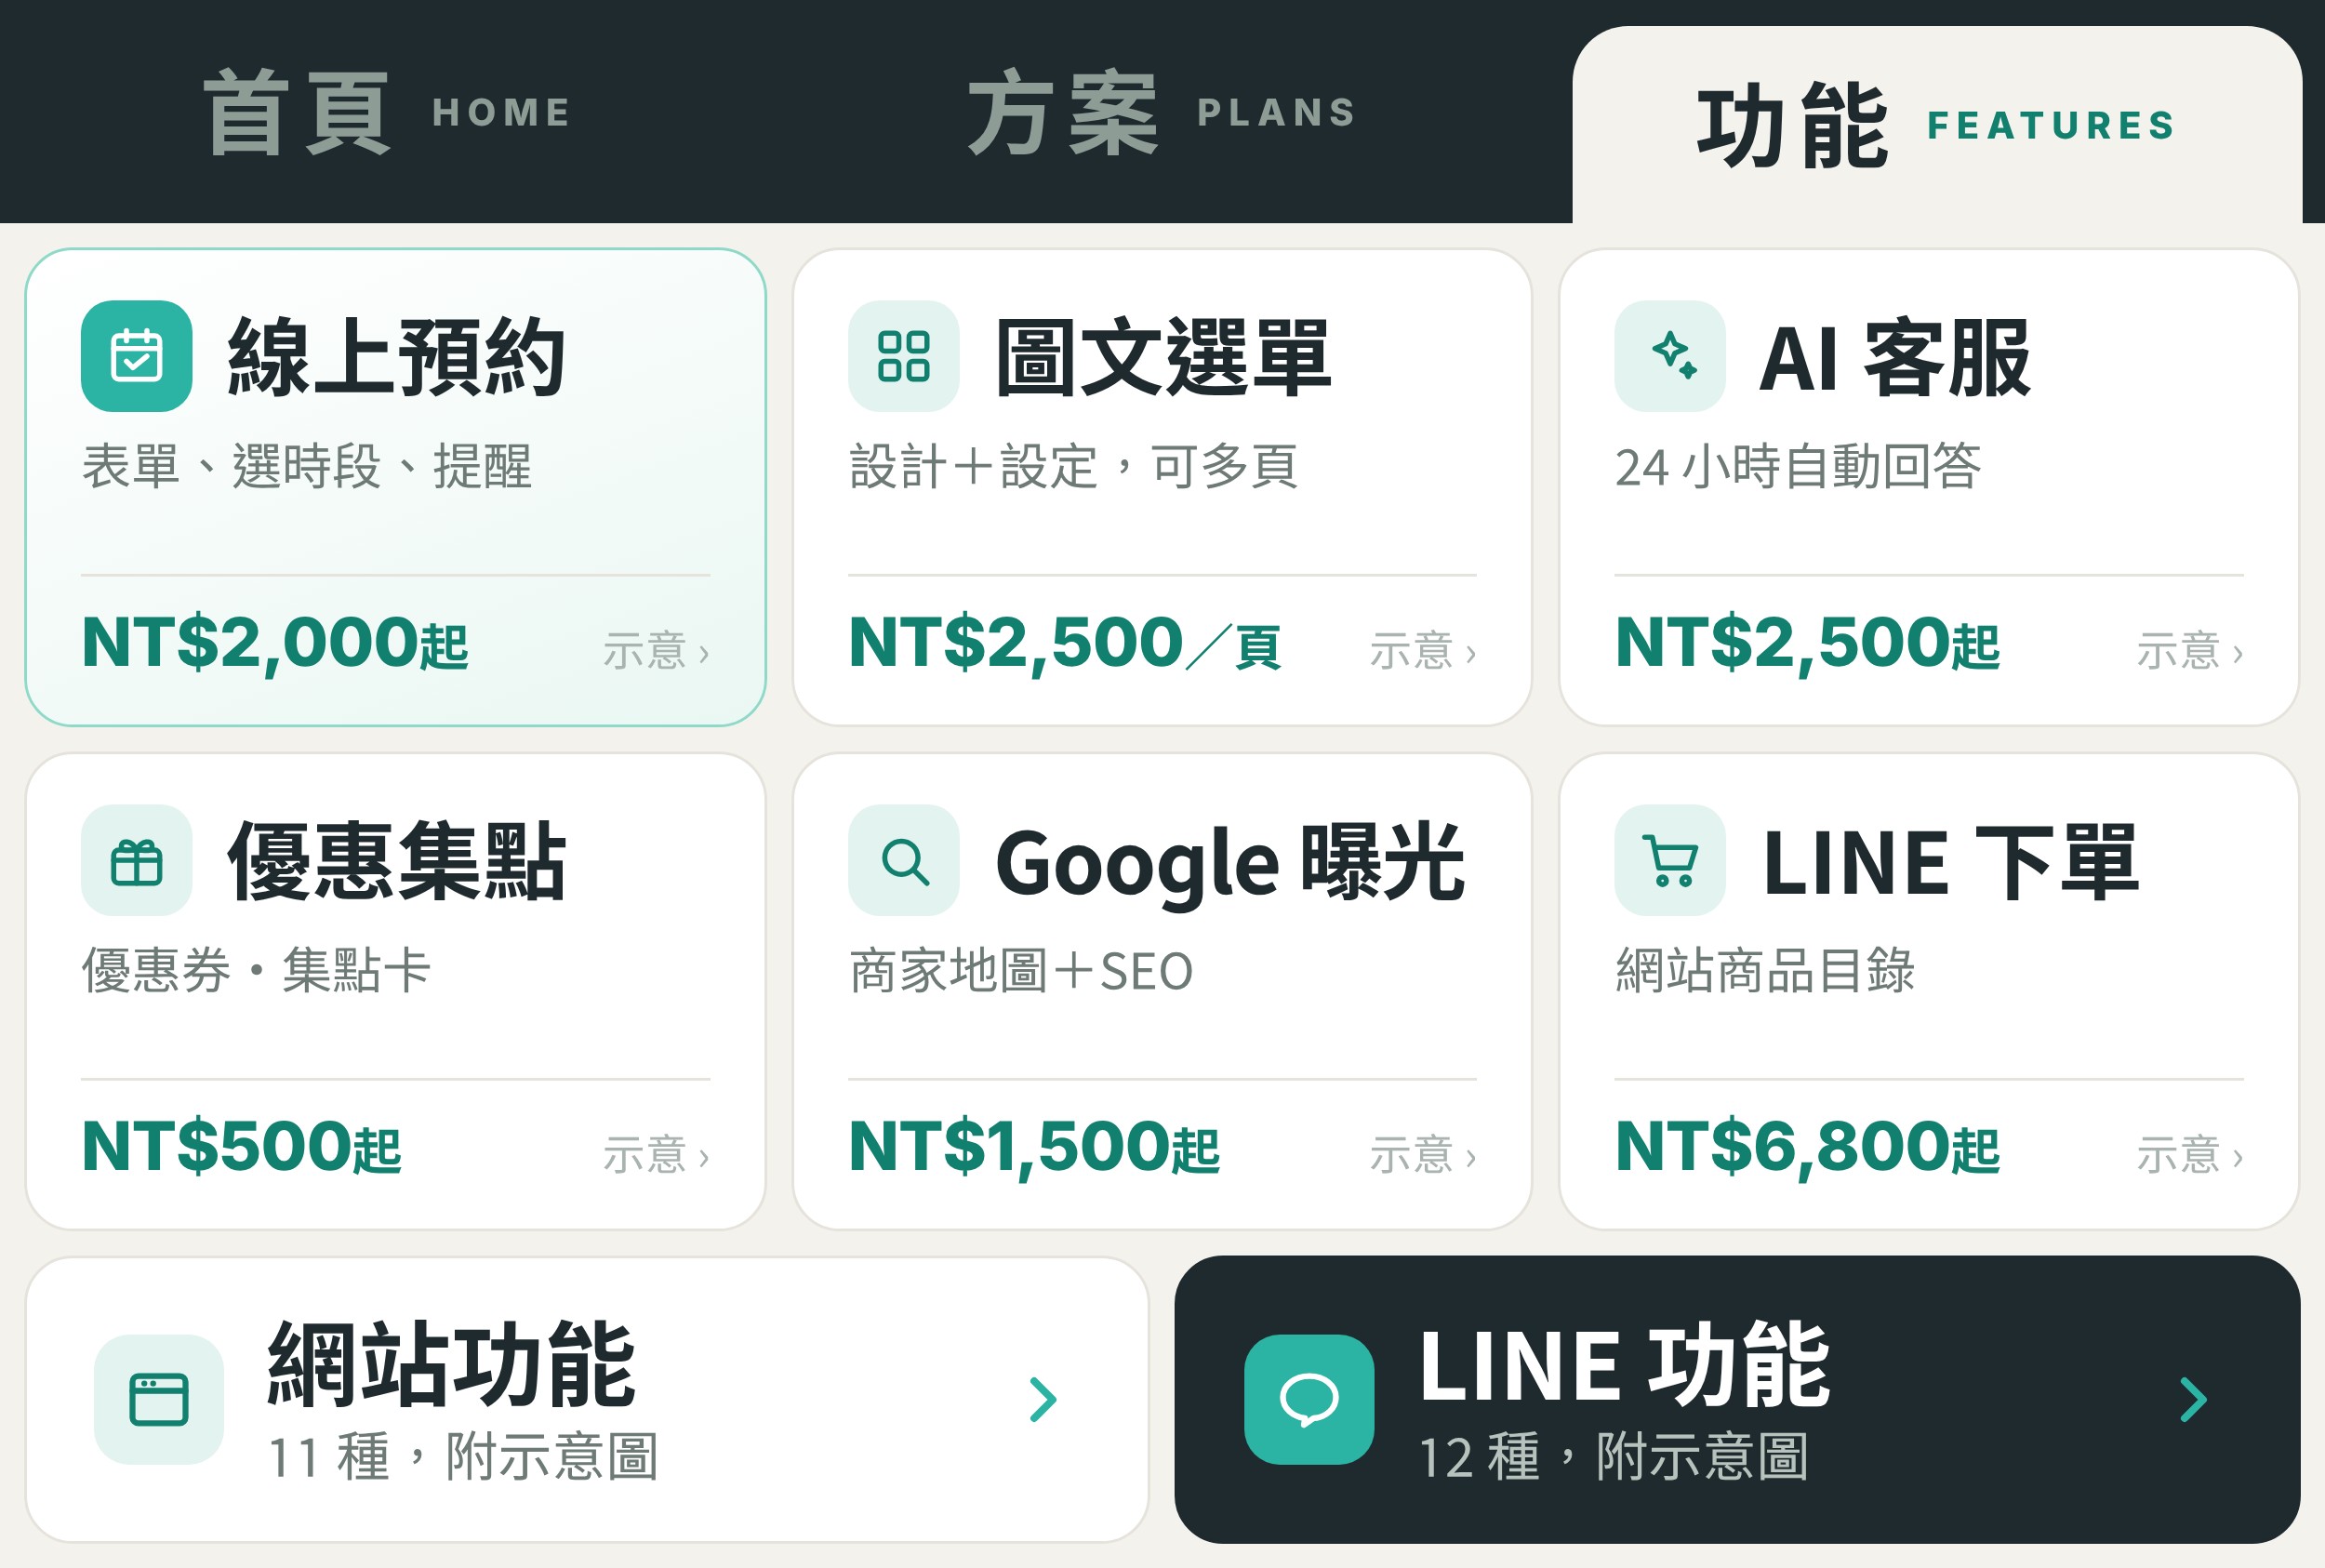 首頁 HOME
方案 PLANS
功能 FEATURES
線上預約
表單、選時段、提醒
NT$2,000起
示意 ›
圖文選單
設計＋設定，可多頁
NT$2,500／頁
示意 ›
AI 客服
24 小時自動回答
NT$2,500起
示意 ›
優惠集點
優惠券・集點卡
NT$500起
示意 ›
Google 曝光
商家地圖＋SEO
NT$1,500起
示意 ›
LINE 下單
網站商品目錄
NT$6,800起
示意 ›
網站功能
11 種，附示意圖
LINE 功能
12 種，附示意圖